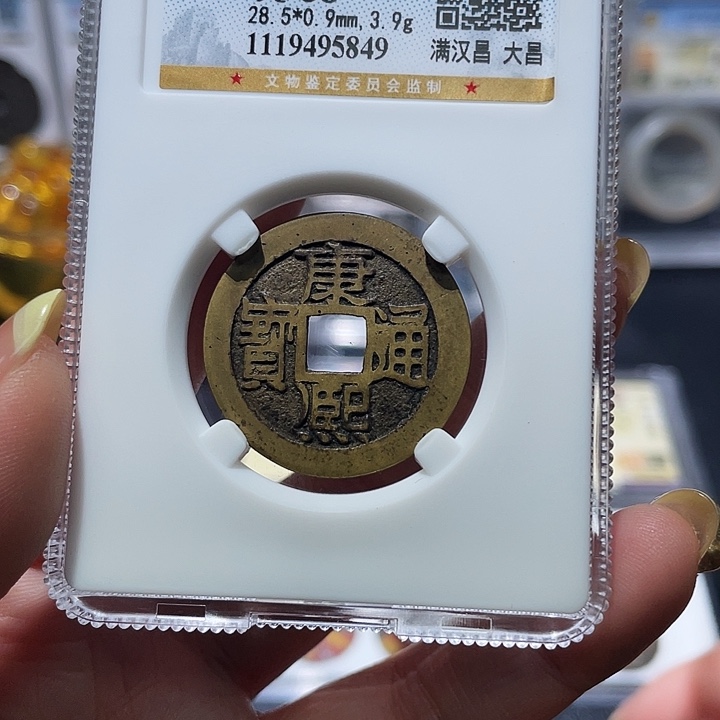 28.5*0.9mm, 3.9g
1119495849 满汉昌 大昌
文物鉴定委员会监制
康熙通寳